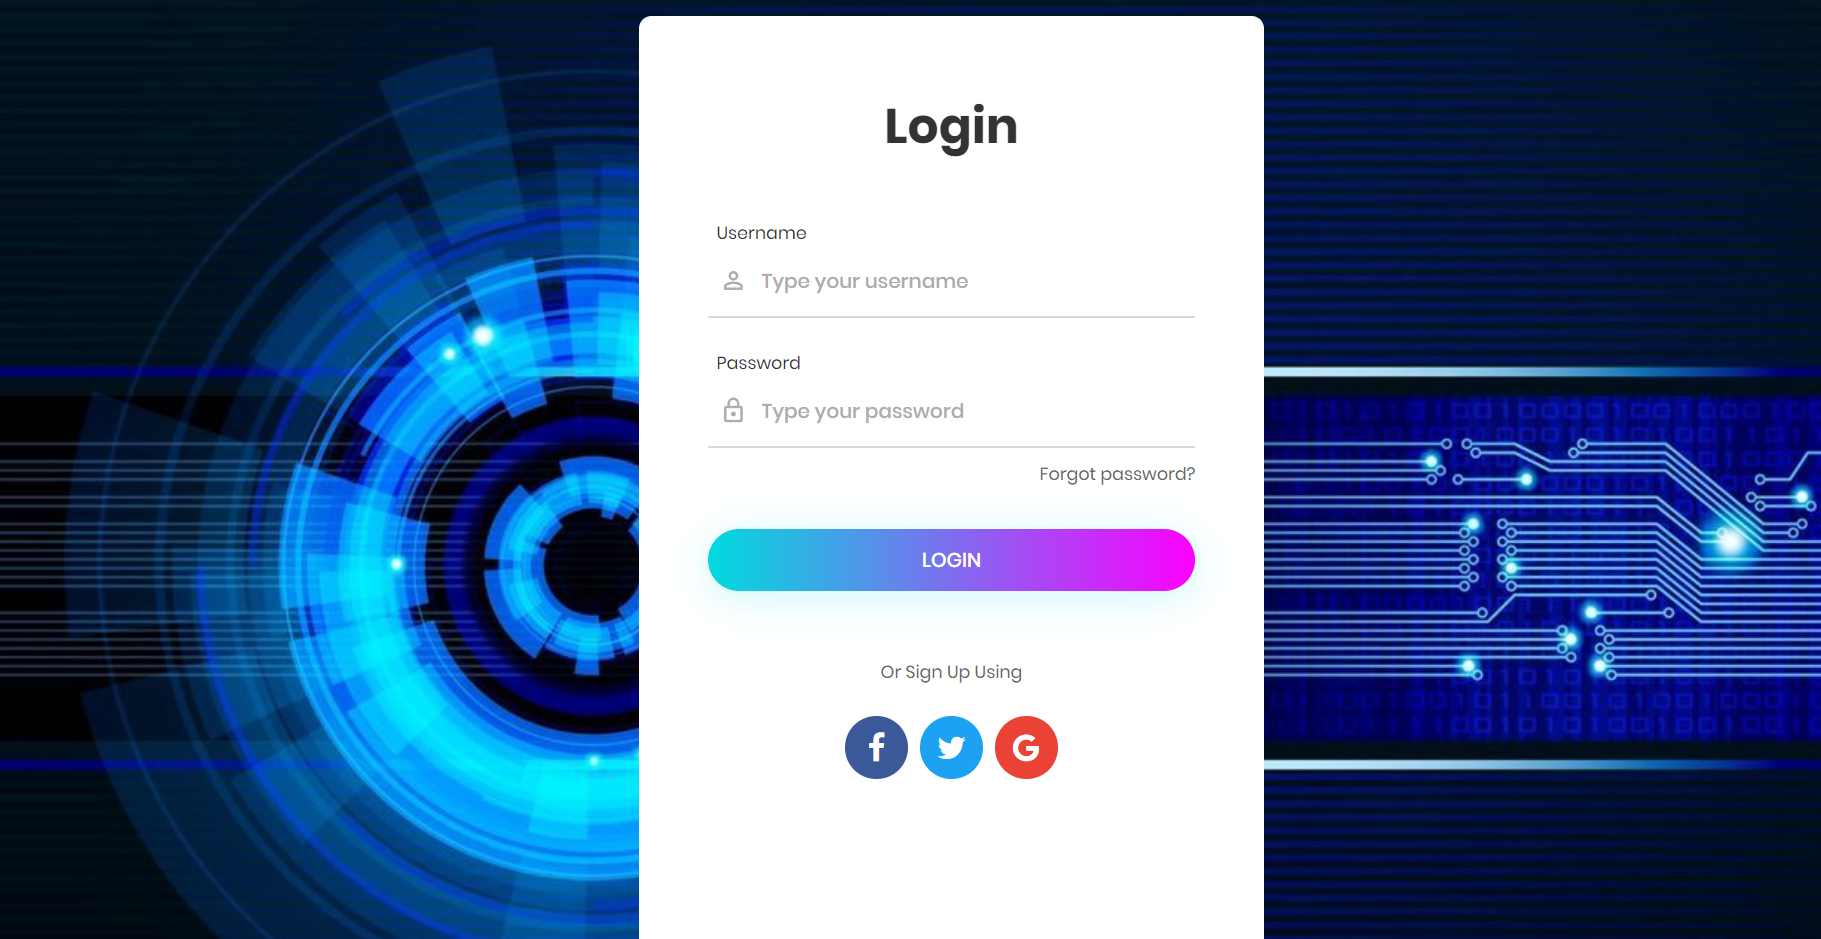 Login
Username
Type your username
Password
Type your password
Forgot password?
LOGIN
Or Sign Up Using